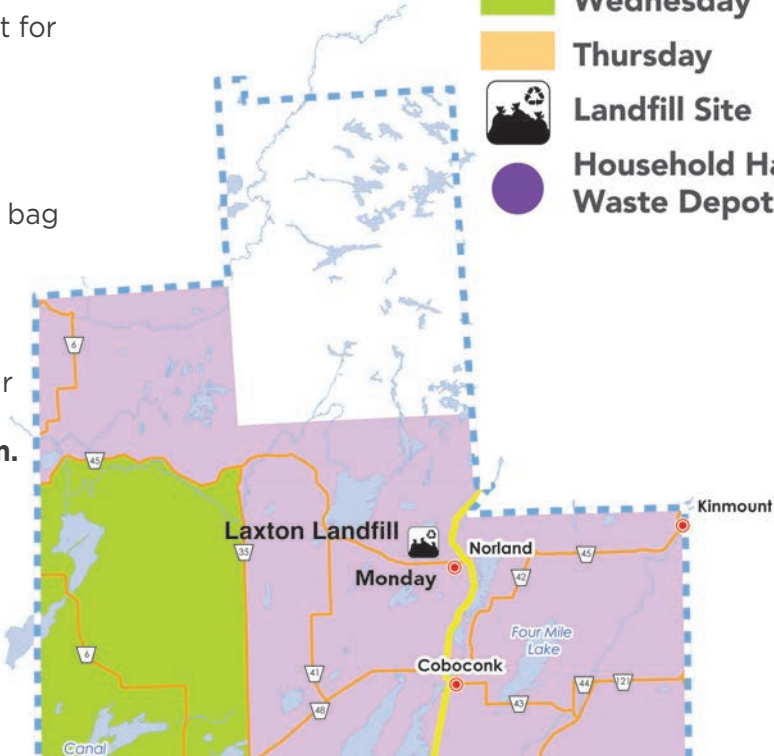 t for
bag
r
n.
Wednesday
Thursday
Landfill Site
Household Ha
Waste Depot
6
45
Laxton Landfill
35
Monday
Norland
Kinmount
45
42
Four Mile
Lake
6
Coboconk
41
44
121
43
48
Canal